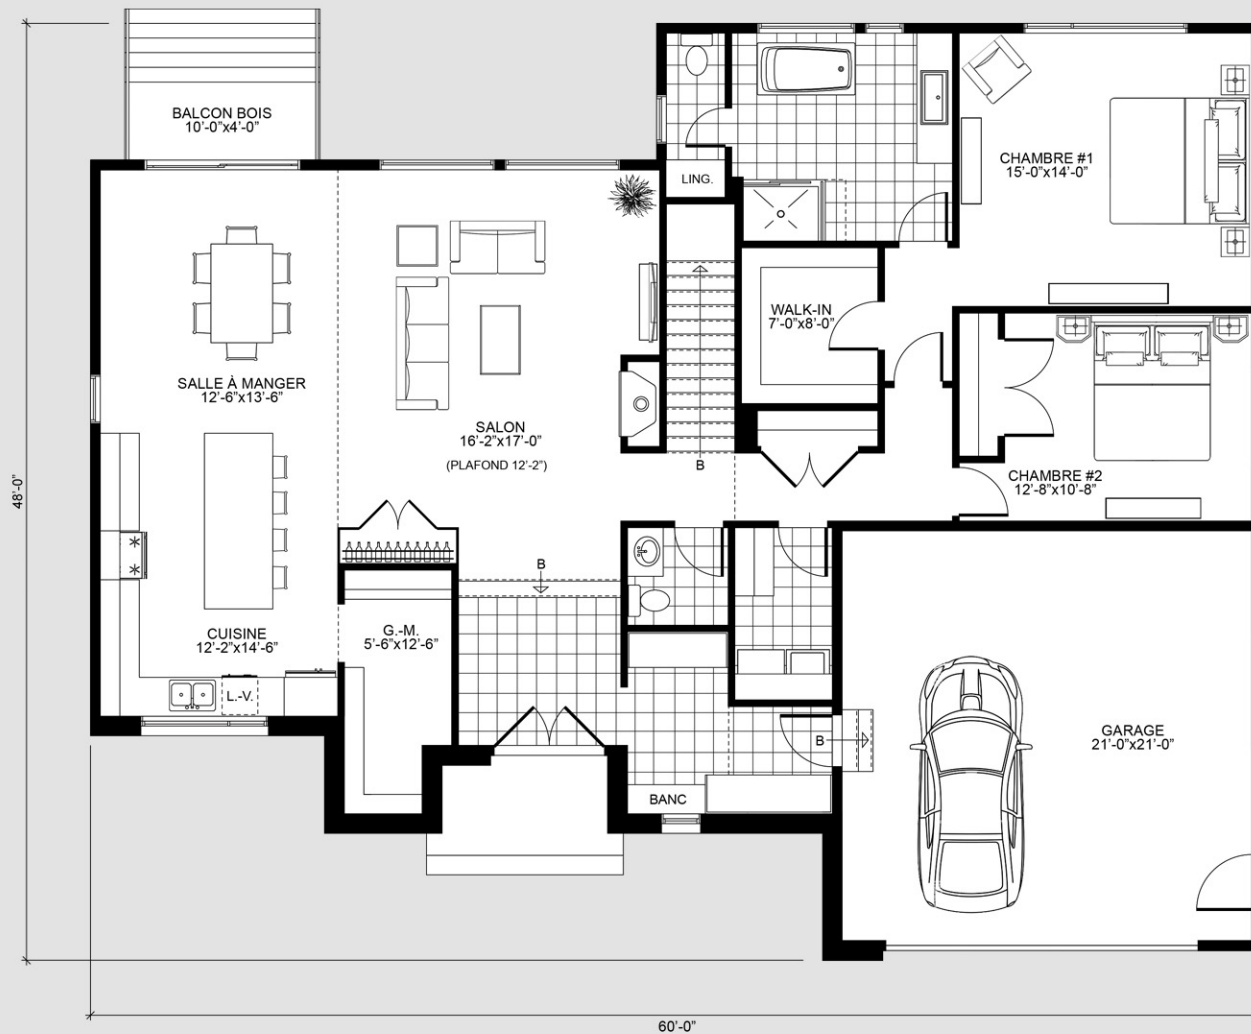 BALCON BOIS
10'-0"x4'-0"
LING.
CHAMBRE #1
15'-0"x14'-0"
WALK-IN
7'-0"x8'-0"
SALLE À MANGER
12'-6"x13'-6"
SALON
16'-2"x17'-0"
(PLAFOND 12'-2")
B
CHAMBRE #2
12'-8"x10'-8"
48'-0"
B
CUISINE
12'-2"x14'-6"
G.-M.
5'-6"x12'-6"
L.-V.
B
GARAGE
21'-0"x21'-0"
BANC
60'-0"